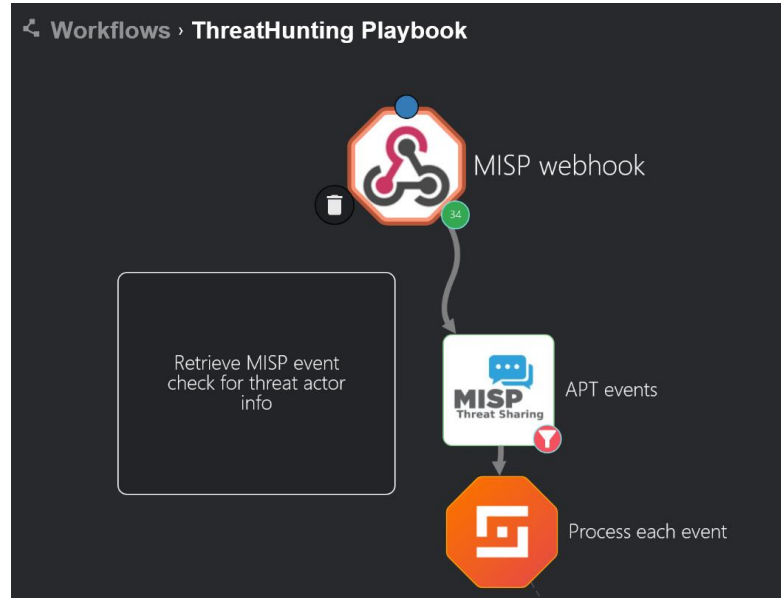 Workflows › ThreatHunting Playbook
MISP webhook
34
Retrieve MISP event
check for threat actor
info
MISP
Threat Sharing
APT events
Process each event